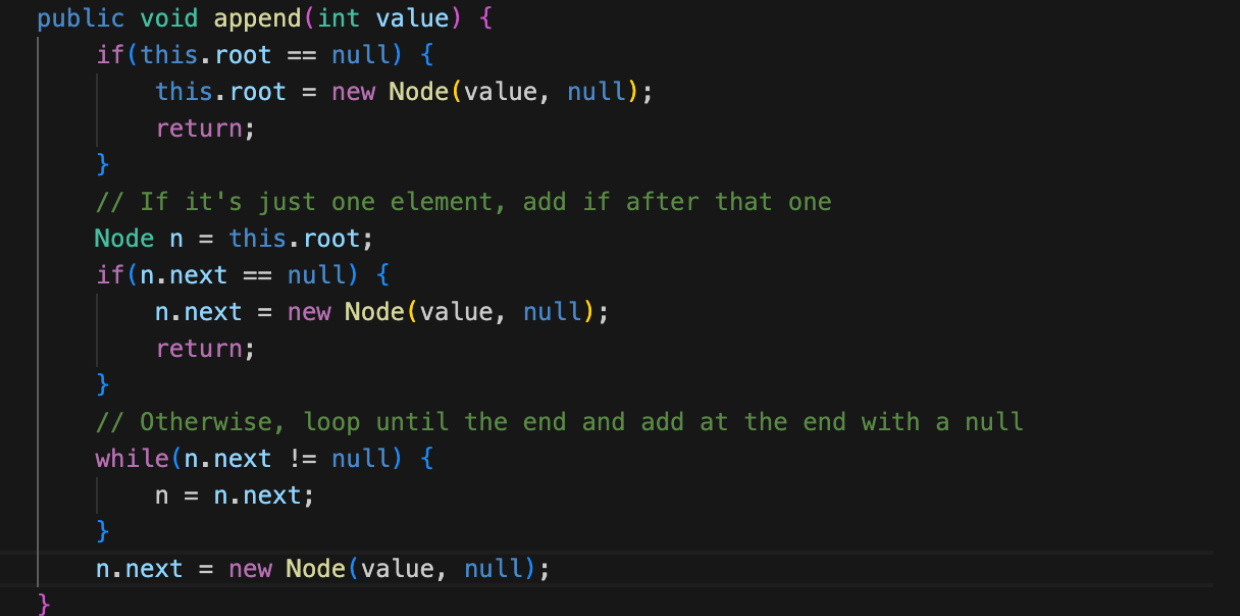 public void append(int value) {
if(this.root == null) {
this.root = new Node(value, null);
return;
}
// If it's just one element, add if after that one
Node n = this.root;
if(n.next == null) {
n.next = new Node(value, null);
return;
}
// Otherwise, loop until the end and add at the end with a null
while(n.next != null) {
n = n.next;
}
n.next = new Node(value, null);
}